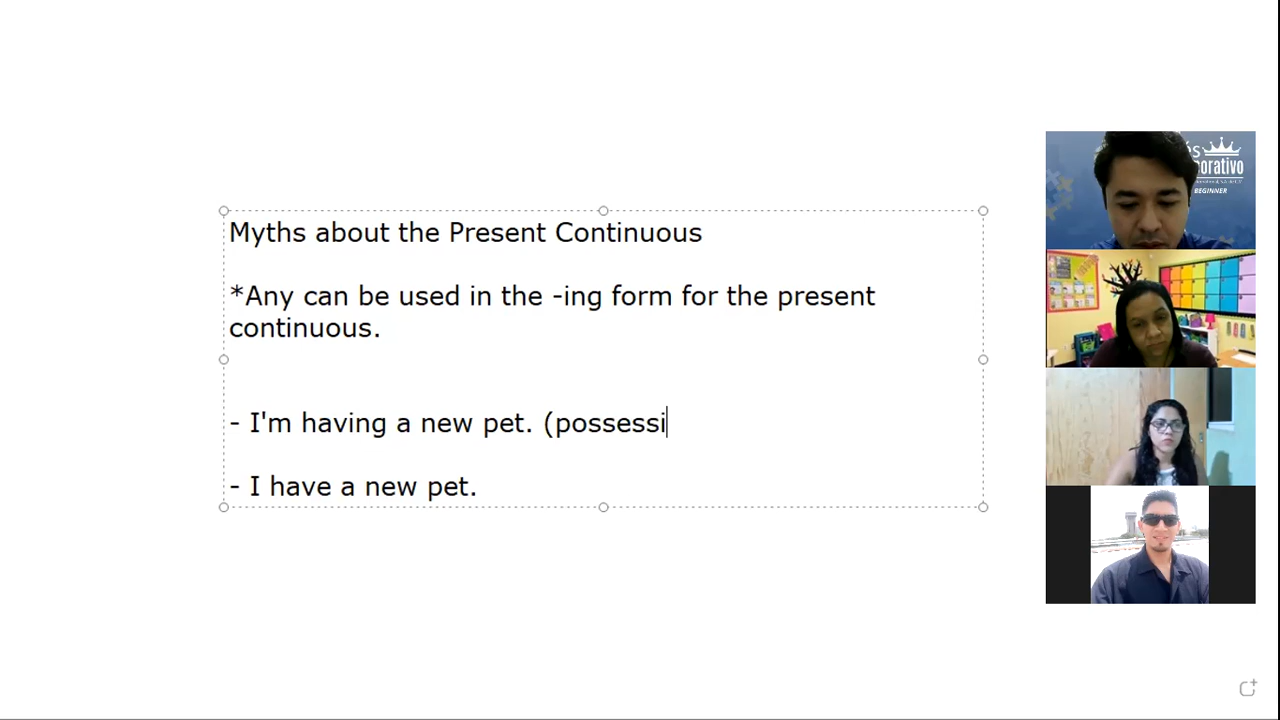 Myths about the Present Continuous
*Any can be used in the -ing form for the present
continuous.
- I'm having a new pet. (possessi
- I have a new pet.
BEGINNER